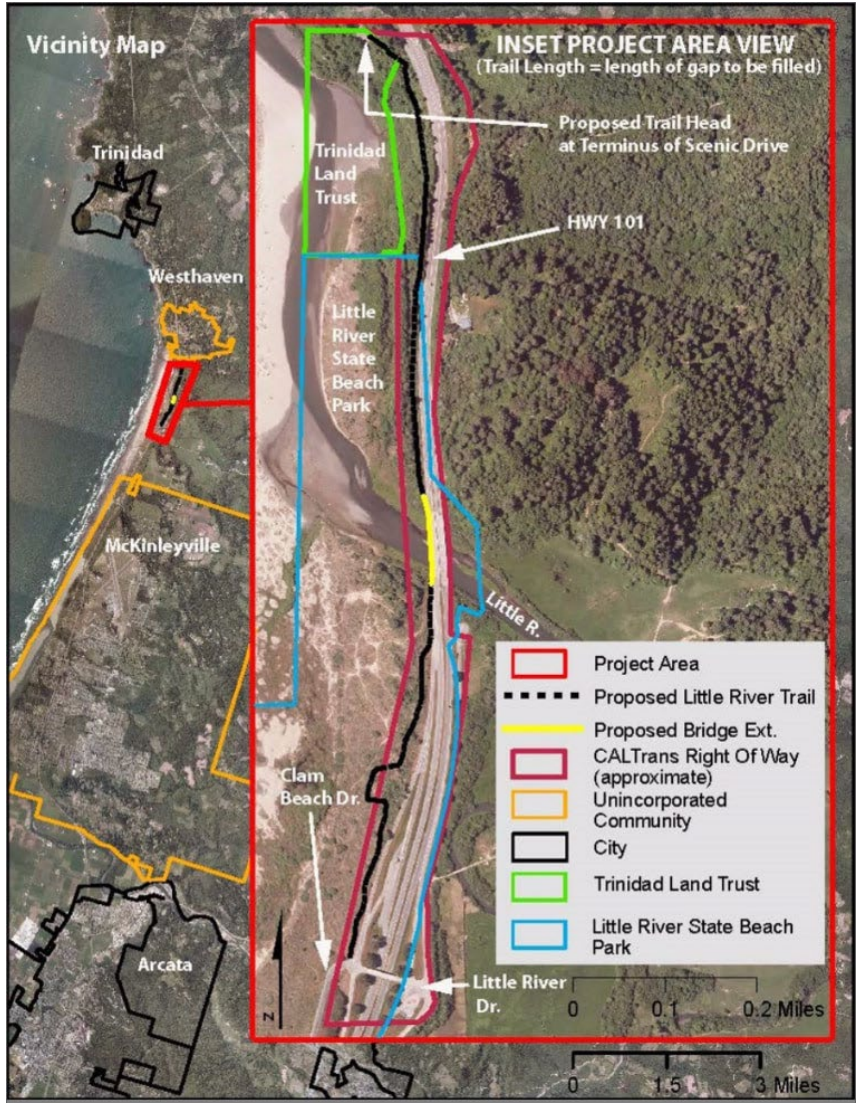 Vicinity Map
INSET PROJECT AREA VIEW
(Trail Length = length of gap to be filled)
Proposed Trail Head
at Terminus of Scenic Drive
Trinidad
Trinidad
Land
Trust
HWY 101
Westhaven
Little
River
State
Beach
Park
McKinleyville
Little R.
Project Area
Proposed Little River Trail
Proposed Bridge Ext.
CALTrans Right Of Way
(approximate)
Unincorporated
Community
City
Trinidad Land Trust
Little River State Beach
Park
Clam
Beach Dr.
Arcata
Little River
Dr.
N
0 0.1 0.2 Miles
0 1.5 3 Miles